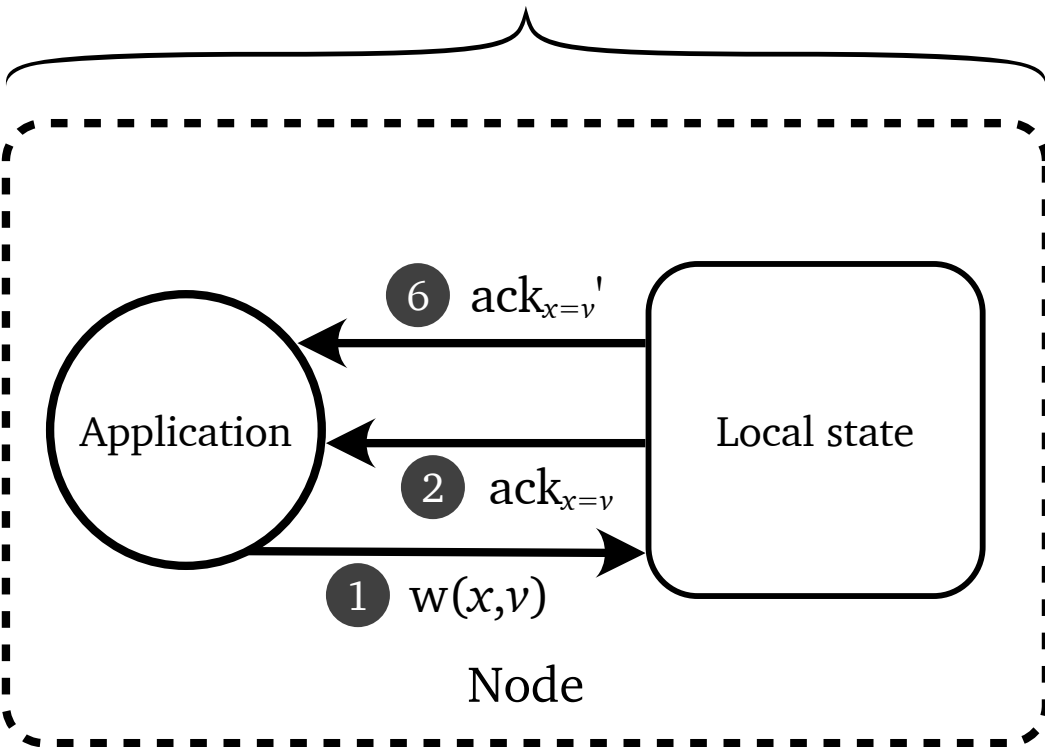 6 ack_{x=v}'
Application
Local state
2 ack_{x=v}
1 w(x,v)
Node